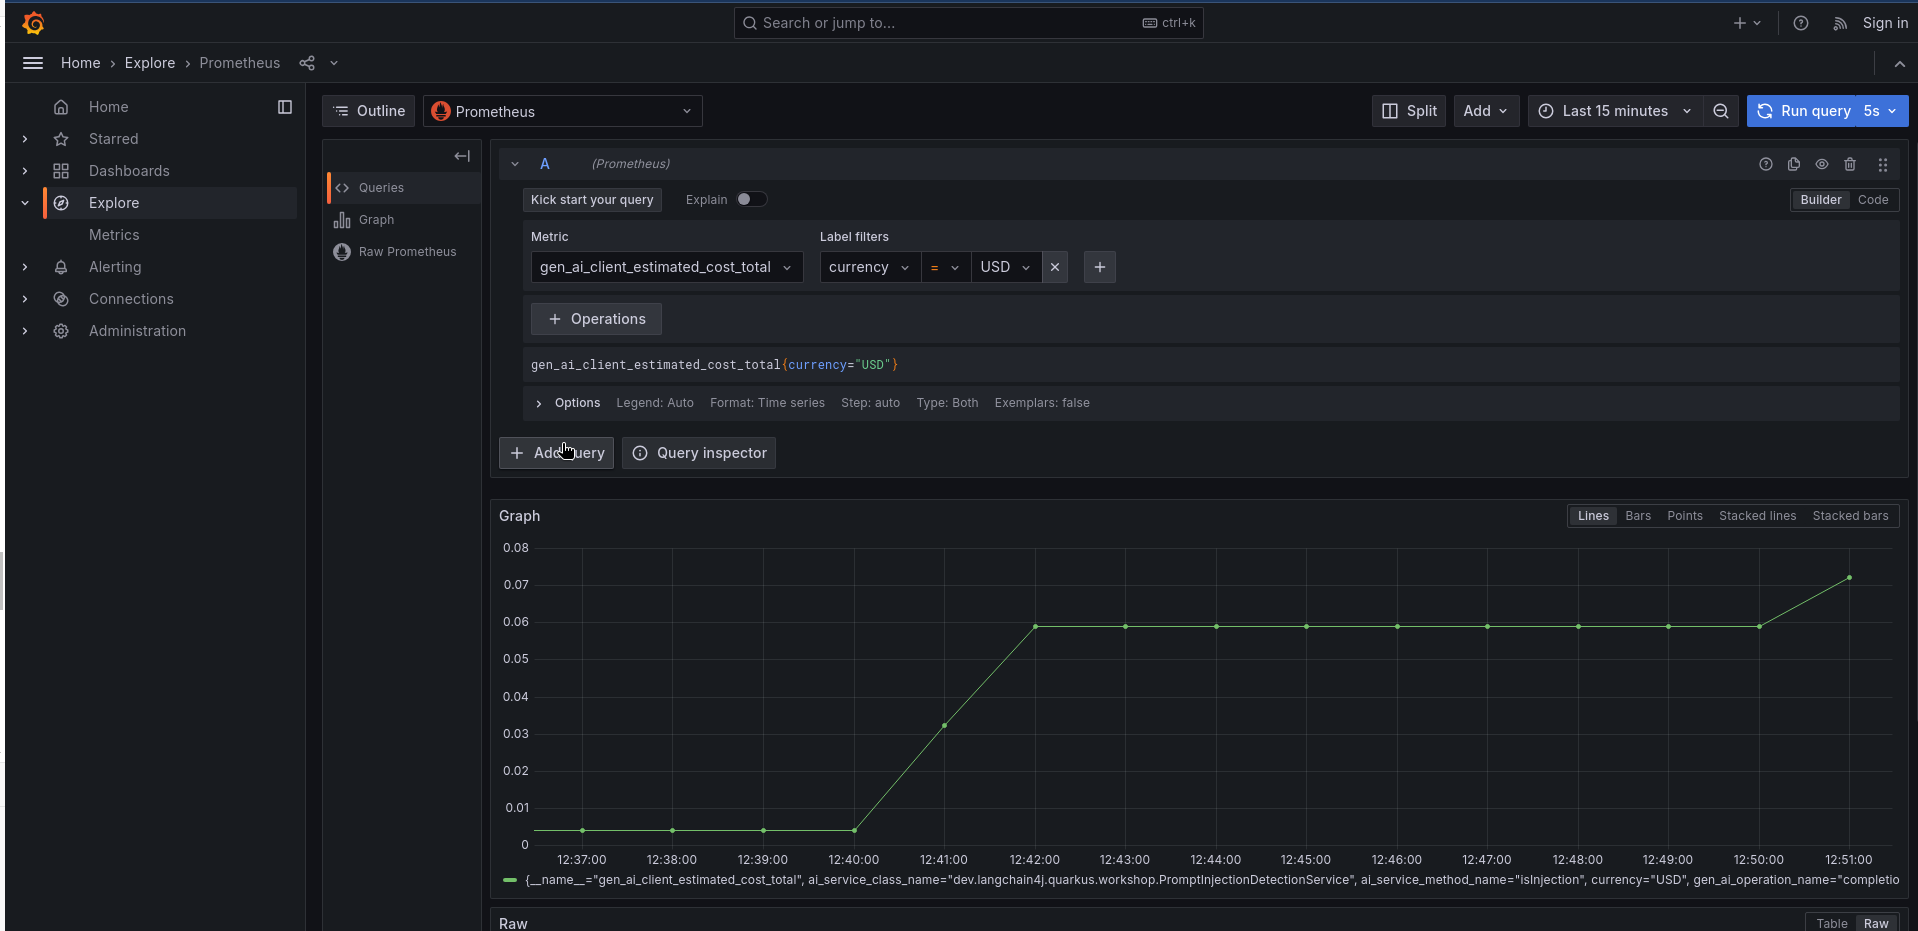 Search or jump to...
ctrl+k
Sign in
Home › Explore › Prometheus
Home
Starred
Dashboards
Explore
Metrics
Alerting
Connections
Administration
Outline
Prometheus
Split
Add
Last 15 minutes
Run query
5s
Queries
Graph
Raw Prometheus
A (Prometheus)
Kick start your query
Explain
Builder
Code
Metric
Label filters
gen_ai_client_estimated_cost_total
currency
=
USD
+ Operations
gen_ai_client_estimated_cost_total{currency="USD"}
Options Legend: Auto Format: Time series Step: auto Type: Both Exemplars: false
+ Add query
Query inspector
Graph
Lines Bars Points Stacked lines Stacked bars
0.08
0.07
0.06
0.05
0.04
0.03
0.02
0.01
0
12:37:00 12:38:00 12:39:00 12:40:00 12:41:00 12:42:00 12:43:00 12:44:00 12:45:00 12:46:00 12:47:00 12:48:00 12:49:00 12:50:00 12:51:00
{__name__="gen_ai_client_estimated_cost_total", ai_service_class_name="dev.langchain4j.quarkus.workshop.PromptInjectionDetectionService", ai_service_method_name="isInjection", currency="USD", gen_ai_operation_name="completio
Raw
Table Raw